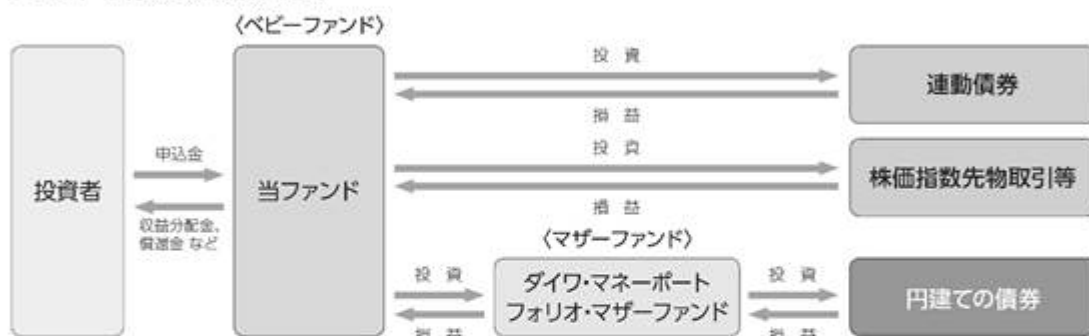 〈ベビーファンド〉
投資者
申込金
収益分配金、
償還金 など
当ファンド
投 資
損 益
連動債券
投 資
損 益
株価指数先物取引等
〈マザーファンド〉
投 資
損 益
ダイワ・マネーポート
フォリオ・マザーファンド
投 資
損 益
円建ての債券